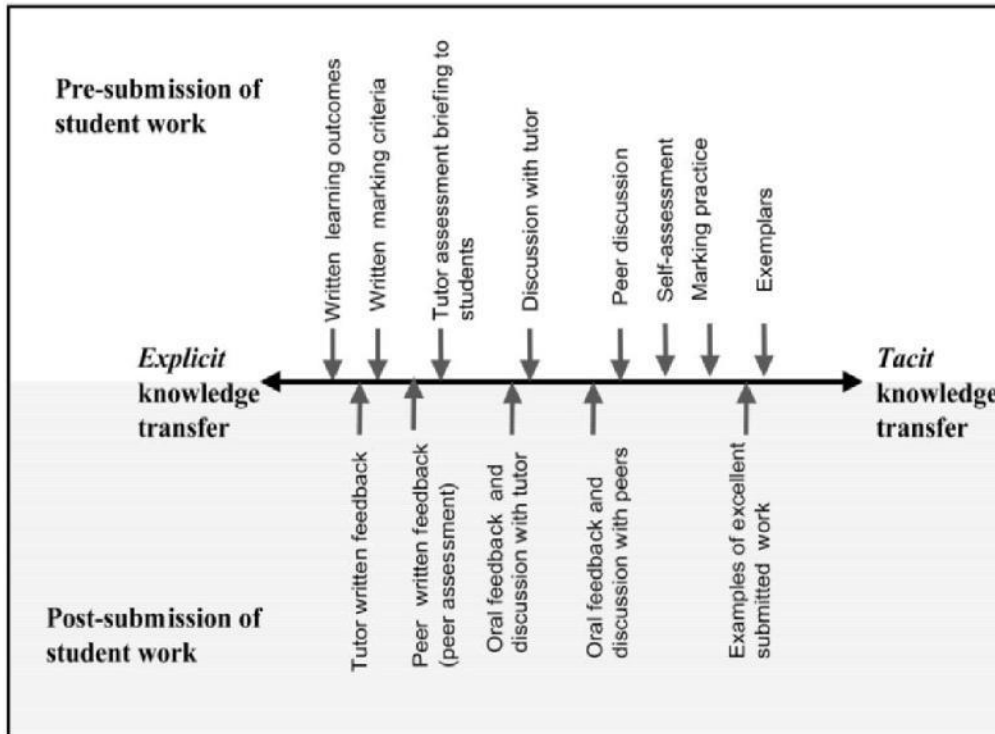 Pre-submission of
student work
Written learning outcomes
Written marking criteria
Tutor assessment briefing to
students
Discussion with tutor
Peer discussion
Self-assessment
Marking practice
Exemplars
Explicit
knowledge
transfer
Tacit
knowledge
transfer
Tutor written feedback
Peer written feedback
(peer assessment)
Oral feedback and
discussion with tutor
Oral feedback and
discussion with peers
Examples of excellent
submitted work
Post-submission of
student work